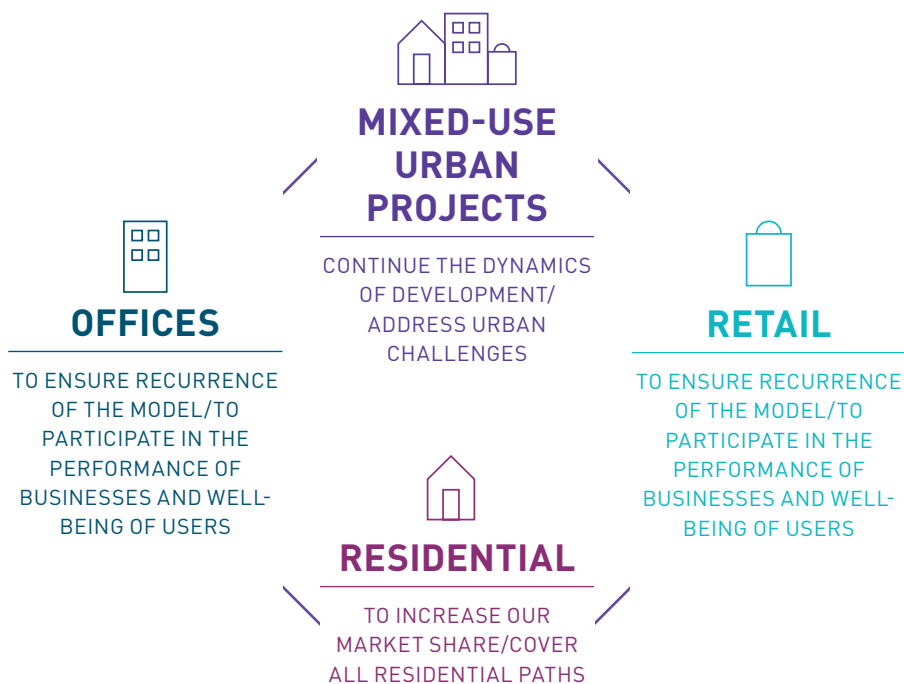 MIXED-USE
URBAN
PROJECTS
CONTINUE THE DYNAMICS
OF DEVELOPMENT/
ADDRESS URBAN
CHALLENGES
OFFICES
TO ENSURE RECURRENCE
OF THE MODEL/TO
PARTICIPATE IN THE
PERFORMANCE OF
BUSINESSES AND WELL-
BEING OF USERS
RETAIL
TO ENSURE RECURRENCE
OF THE MODEL/TO
PARTICIPATE IN THE
PERFORMANCE OF
BUSINESSES AND WELL-
BEING OF USERS
RESIDENTIAL
TO INCREASE OUR
MARKET SHARE/COVER
ALL RESIDENTIAL PATHS